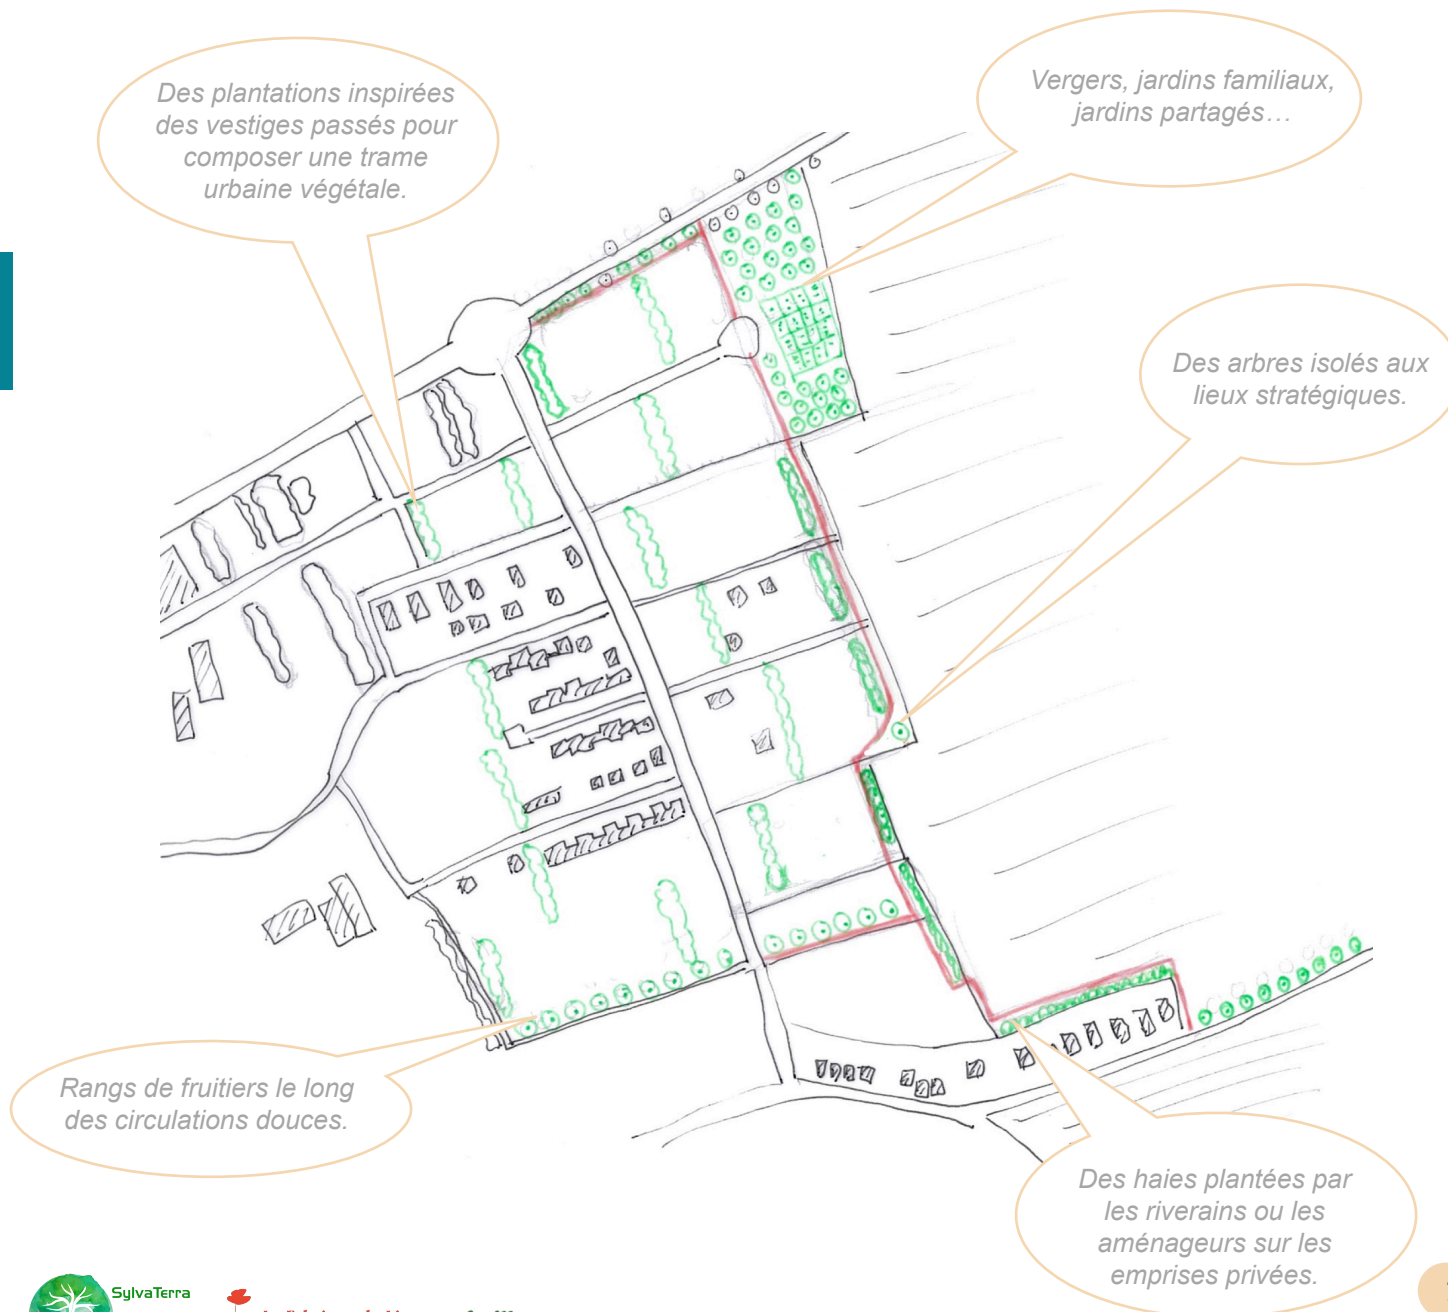 Des plantations inspirées
des vestiges passés pour
composer une trame
urbaine végétale.
Vergers, jardins familiaux,
jardins partagés…
Des arbres isolés aux
lieux stratégiques.
Rangs de fruitiers le long
des circulations douces.
Des haies plantées par
les riverains ou les
aménageurs sur les
emprises privées.
SylvaTerra